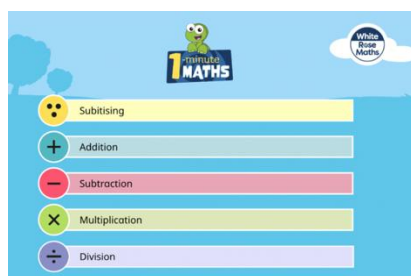 1
-minute
MATHS
White
Rose
Maths
Subitising
+ Addition
− Subtraction
× Multiplication
÷ Division